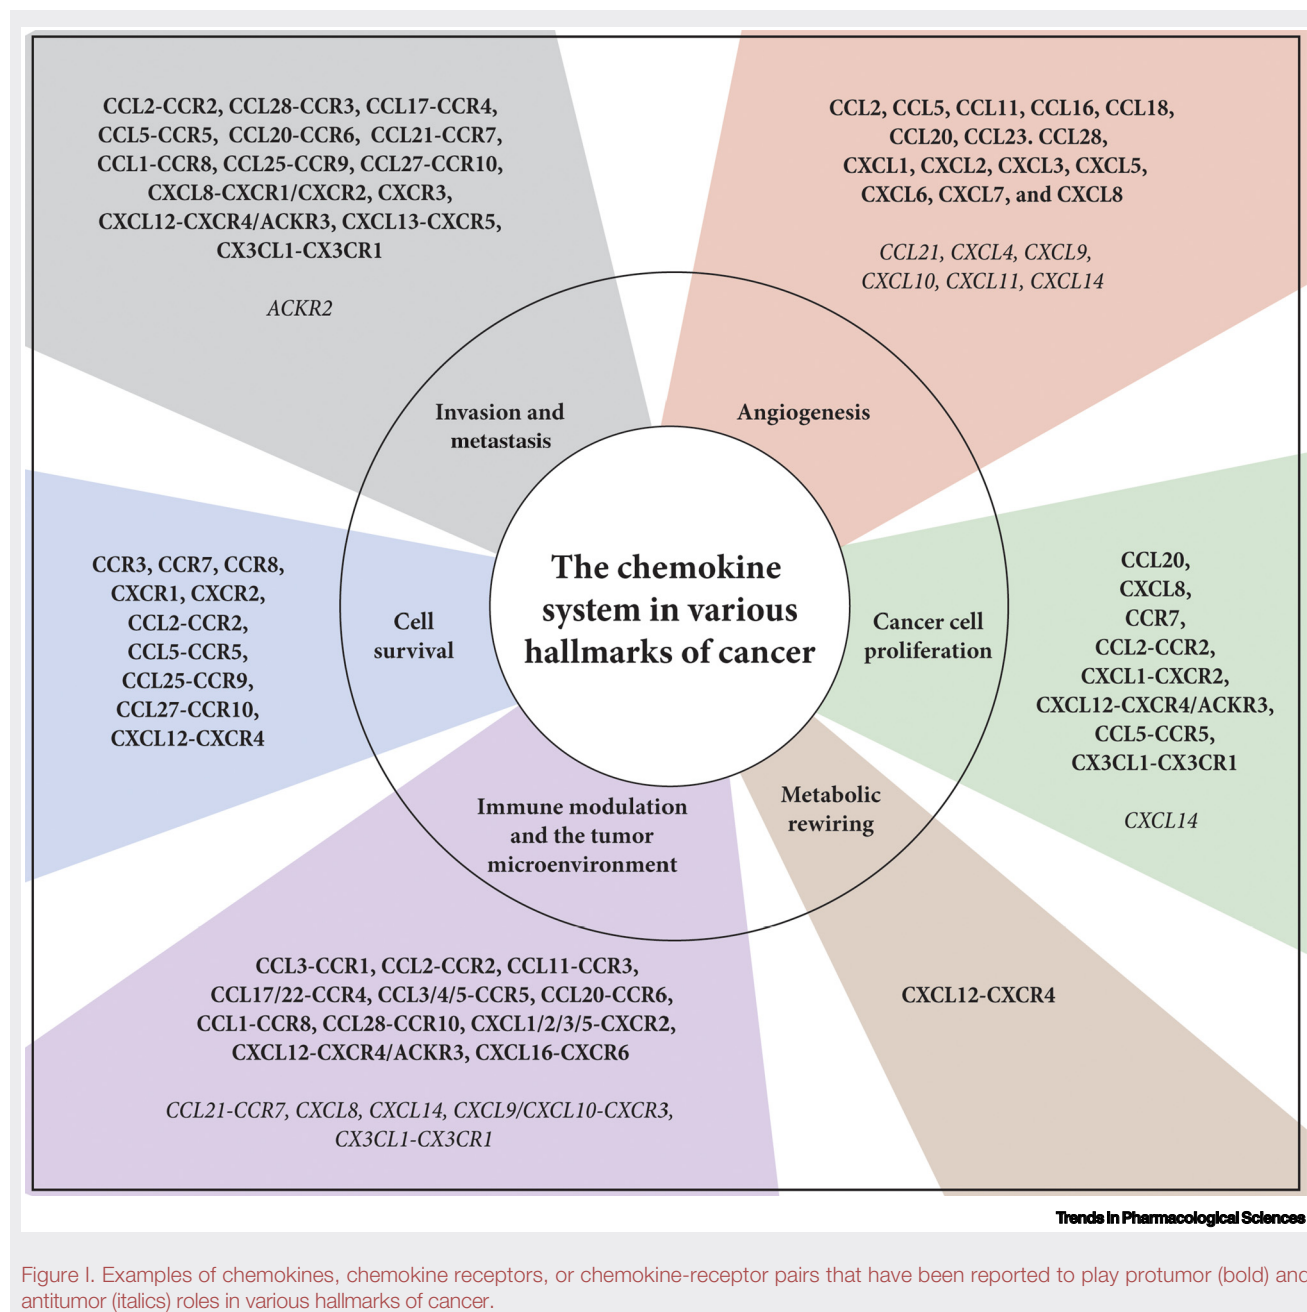 CCL2-CCR2, CCL28-CCR3, CCL17-CCR4,
CCL5-CCR5, CCL20-CCR6, CCL21-CCR7,
CCL1-CCR8, CCL25-CCR9, CCL27-CCR10,
CXCL8-CXCR1/CXCR2, CXCR3,
CXCL12-CXCR4/ACKR3, CXCL13-CXCR5,
CX3CL1-CX3CR1
ACKR2
Invasion and
metastasis
CCL2, CCL5, CCL11, CCL16, CCL18,
CCL20, CCL23. CCL28,
CXCL1, CXCL2, CXCL3, CXCL5,
CXCL6, CXCL7, and CXCL8
CCL21, CXCL4, CXCL9,
CXCL10, CXCL11, CXCL14
Angiogenesis
CCR3, CCR7, CCR8,
CXCR1, CXCR2,
CCL2-CCR2,
CCL5-CCR5,
CCL25-CCR9,
CCL27-CCR10,
CXCL12-CXCR4
Cell
survival
The chemokine
system in various
hallmarks of cancer
Cancer cell
proliferation
CCL20,
CXCL8,
CCR7,
CCL2-CCR2,
CXCL1-CXCR2,
CXCL12-CXCR4/ACKR3,
CCL5-CCR5,
CX3CL1-CX3CR1
CXCL14
Immune modulation
and the tumor
microenvironment
CCL3-CCR1, CCL2-CCR2, CCL11-CCR3,
CCL17/22-CCR4, CCL3/4/5-CCR5, CCL20-CCR6,
CCL1-CCR8, CCL28-CCR10, CXCL1/2/3/5-CXCR2,
CXCL12-CXCR4/ACKR3, CXCL16-CXCR6
CCL21-CCR7, CXCL8, CXCL14, CXCL9/CXCL10-CXCR3,
CX3CL1-CX3CR1
Metabolic
rewiring
CXCL12-CXCR4
Trends in Pharmacological Sciences
Figure I. Examples of chemokines, chemokine receptors, or chemokine-receptor pairs that have been reported to play protumor (bold) and
antitumor (italics) roles in various hallmarks of cancer.